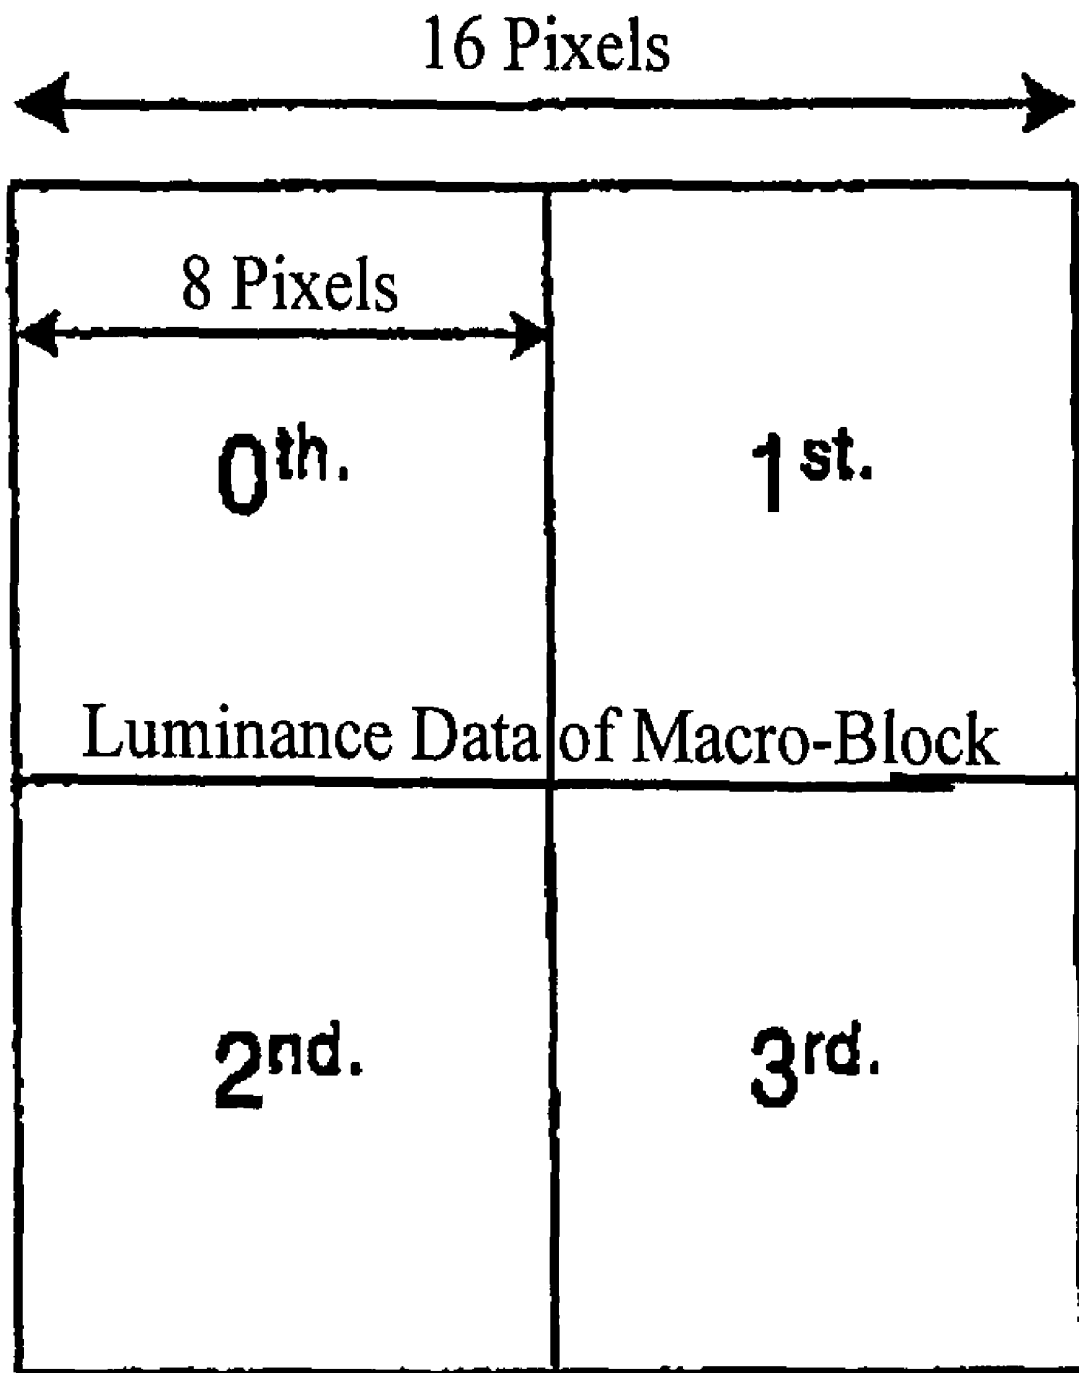 16 Pixels
8 Pixels
0th.
1st.
Luminance Data of Macro-Block
2nd.
3rd.